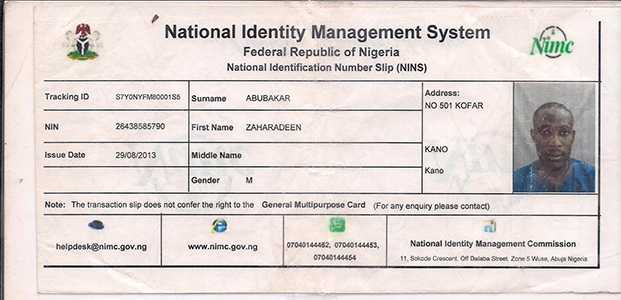 National Identity Management System
Federal Republic of Nigeria
National Identification Number Slip (NINS)
Nimc
Tracking ID S7Y0NYFM80001S5 Surname ABUBAKAR Address:
NO 501 KOFAR
NIN 26438585790 First Name ZAHARADEEN
KANO
Issue Date 29/08/2013 Middle Name
Kano
Gender M
Note: The transaction slip does not confer the right to the General Multipurpose Card (For any enquiry please contact)
helpdesk@nimc.gov.ng www.nimc.gov.ng 07040144452, 07040144453, National Identity Management Commission
07040144454 11, Sokode Crescent, Off Dalaba Street, Zone 5 Wuse, Abuja Nigeria